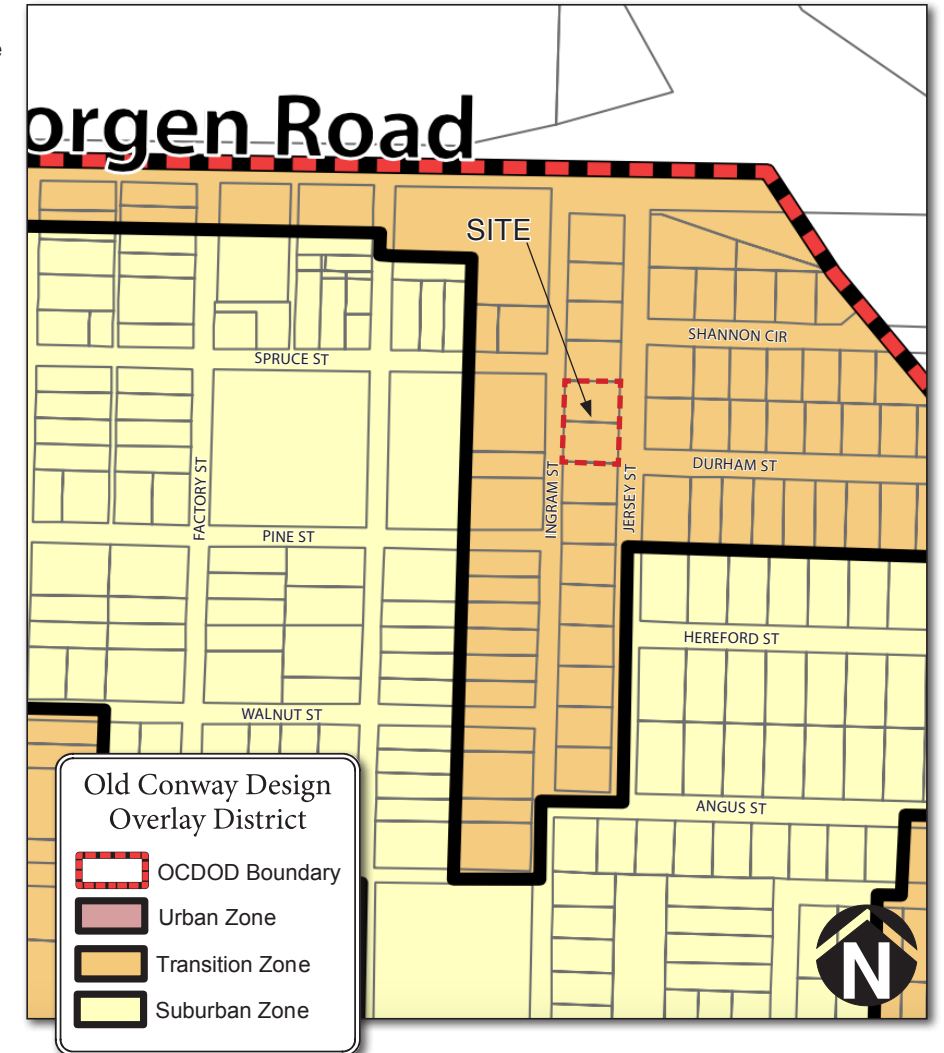 e
orgen Road
SITE
SHANNON CIR
SPRUCE ST
DURHAM ST
FACTORY ST
INGRAM ST
JERSEY ST
PINE ST
HEREFORD ST
WALNUT ST
ANGUS ST
Old Conway Design
Overlay District
OCDOD Boundary
Urban Zone
Transition Zone
Suburban Zone
N